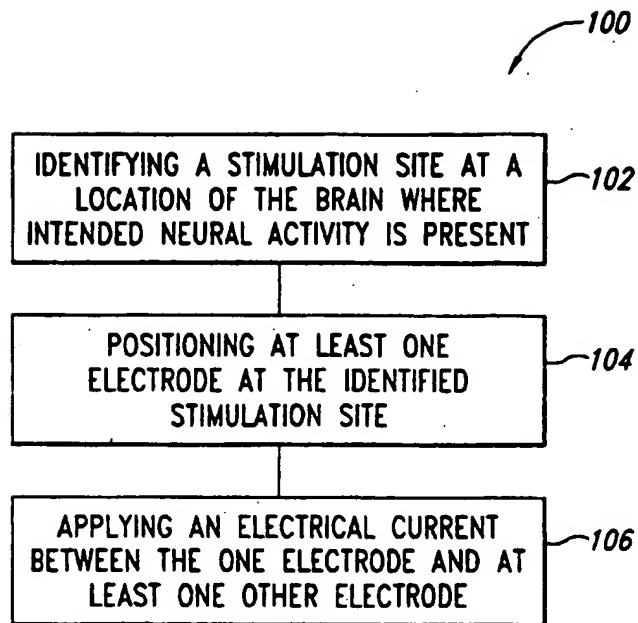 100
IDENTIFYING A STIMULATION SITE AT A
LOCATION OF THE BRAIN WHERE
INTENDED NEURAL ACTIVITY IS PRESENT
102
POSITIONING AT LEAST ONE
ELECTRODE AT THE IDENTIFIED
STIMULATION SITE
104
APPLYING AN ELECTRICAL CURRENT
BETWEEN THE ONE ELECTRODE AND AT
LEAST ONE OTHER ELECTRODE
106